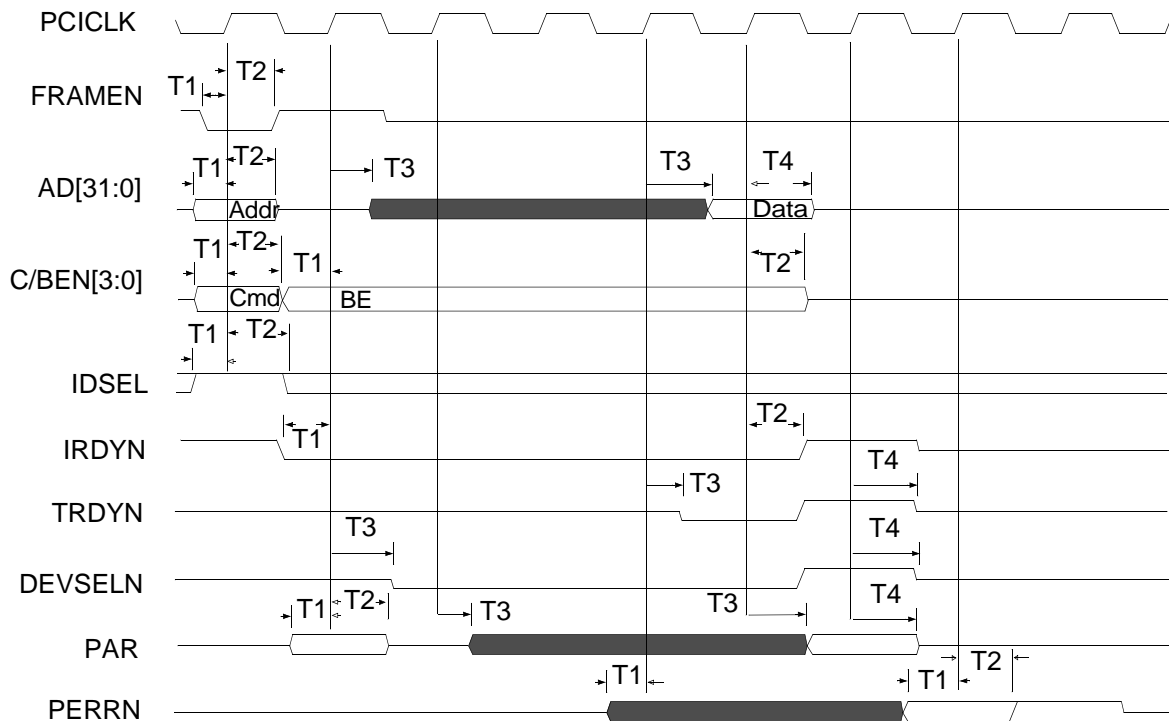 PCICLK
T1 T2
FRAMEN
T1 T2 T3 T3 T4
AD[31:0]
Addr Data
T1 T2 T1 T2
C/BEN[3:0]
Cmd BE
T1 T2
IDSEL
T1 T2
IRDYN
T3 T4
TRDYN
T3 T4
DEVSELN
T1 T2 T3 T3 T4
PAR
T1 T1 T2
PERRN